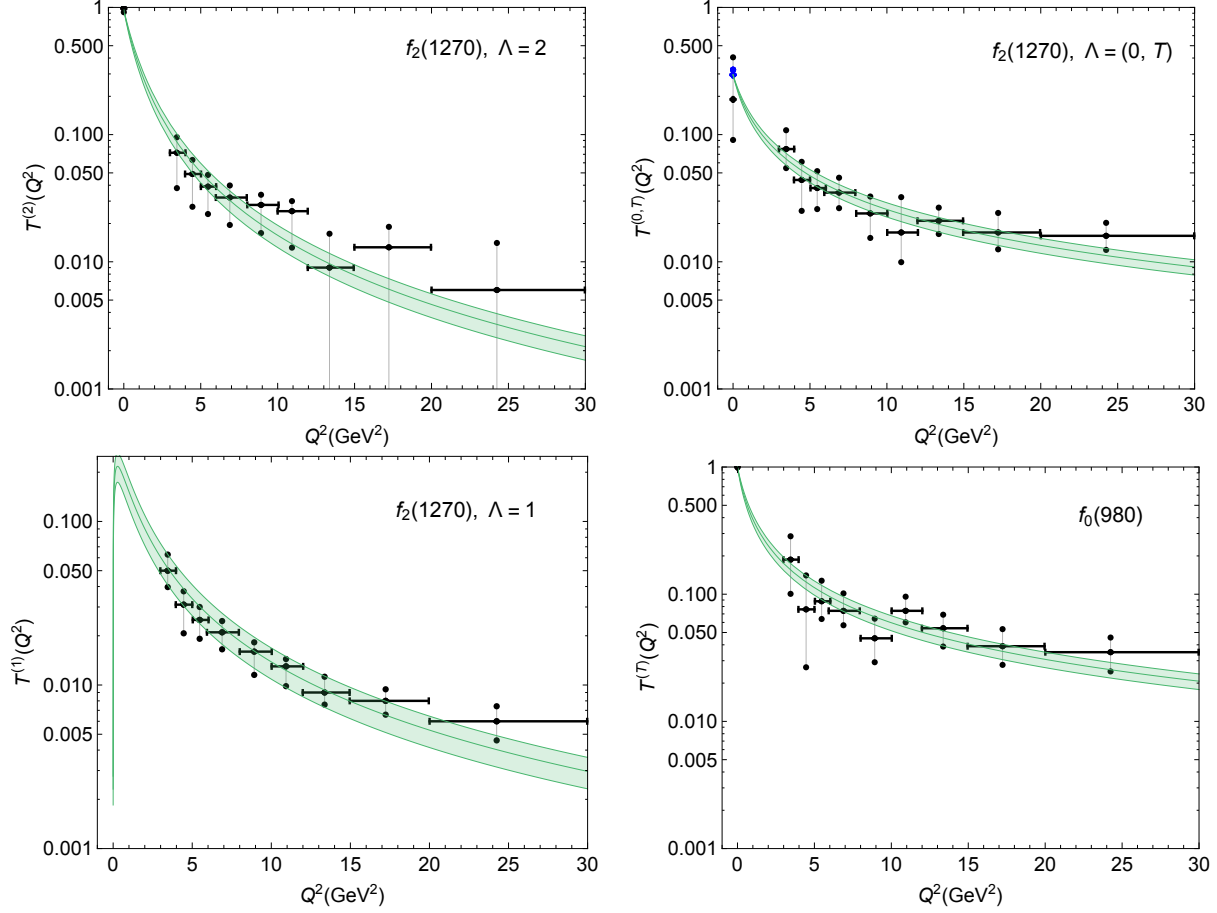 f₂(1270), Λ = 2
T⁽²⁾(Q²)
1
0.500
0.100
0.050
0.010
0.005
0.001
0 5 10 15 20 25 30
Q²(GeV²)
f₂(1270), Λ = (0, T)
T⁽⁰,ᵀ⁾(Q²)
1
0.500
0.100
0.050
0.010
0.005
0.001
0 5 10 15 20 25 30
Q²(GeV²)
f₂(1270), Λ = 1
T⁽¹⁾(Q²)
0.100
0.050
0.010
0.005
0.001
0 5 10 15 20 25 30
Q²(GeV²)
f₀(980)
T⁽ᵀ⁾(Q²)
1
0.500
0.100
0.050
0.010
0.005
0.001
0 5 10 15 20 25 30
Q²(GeV²)